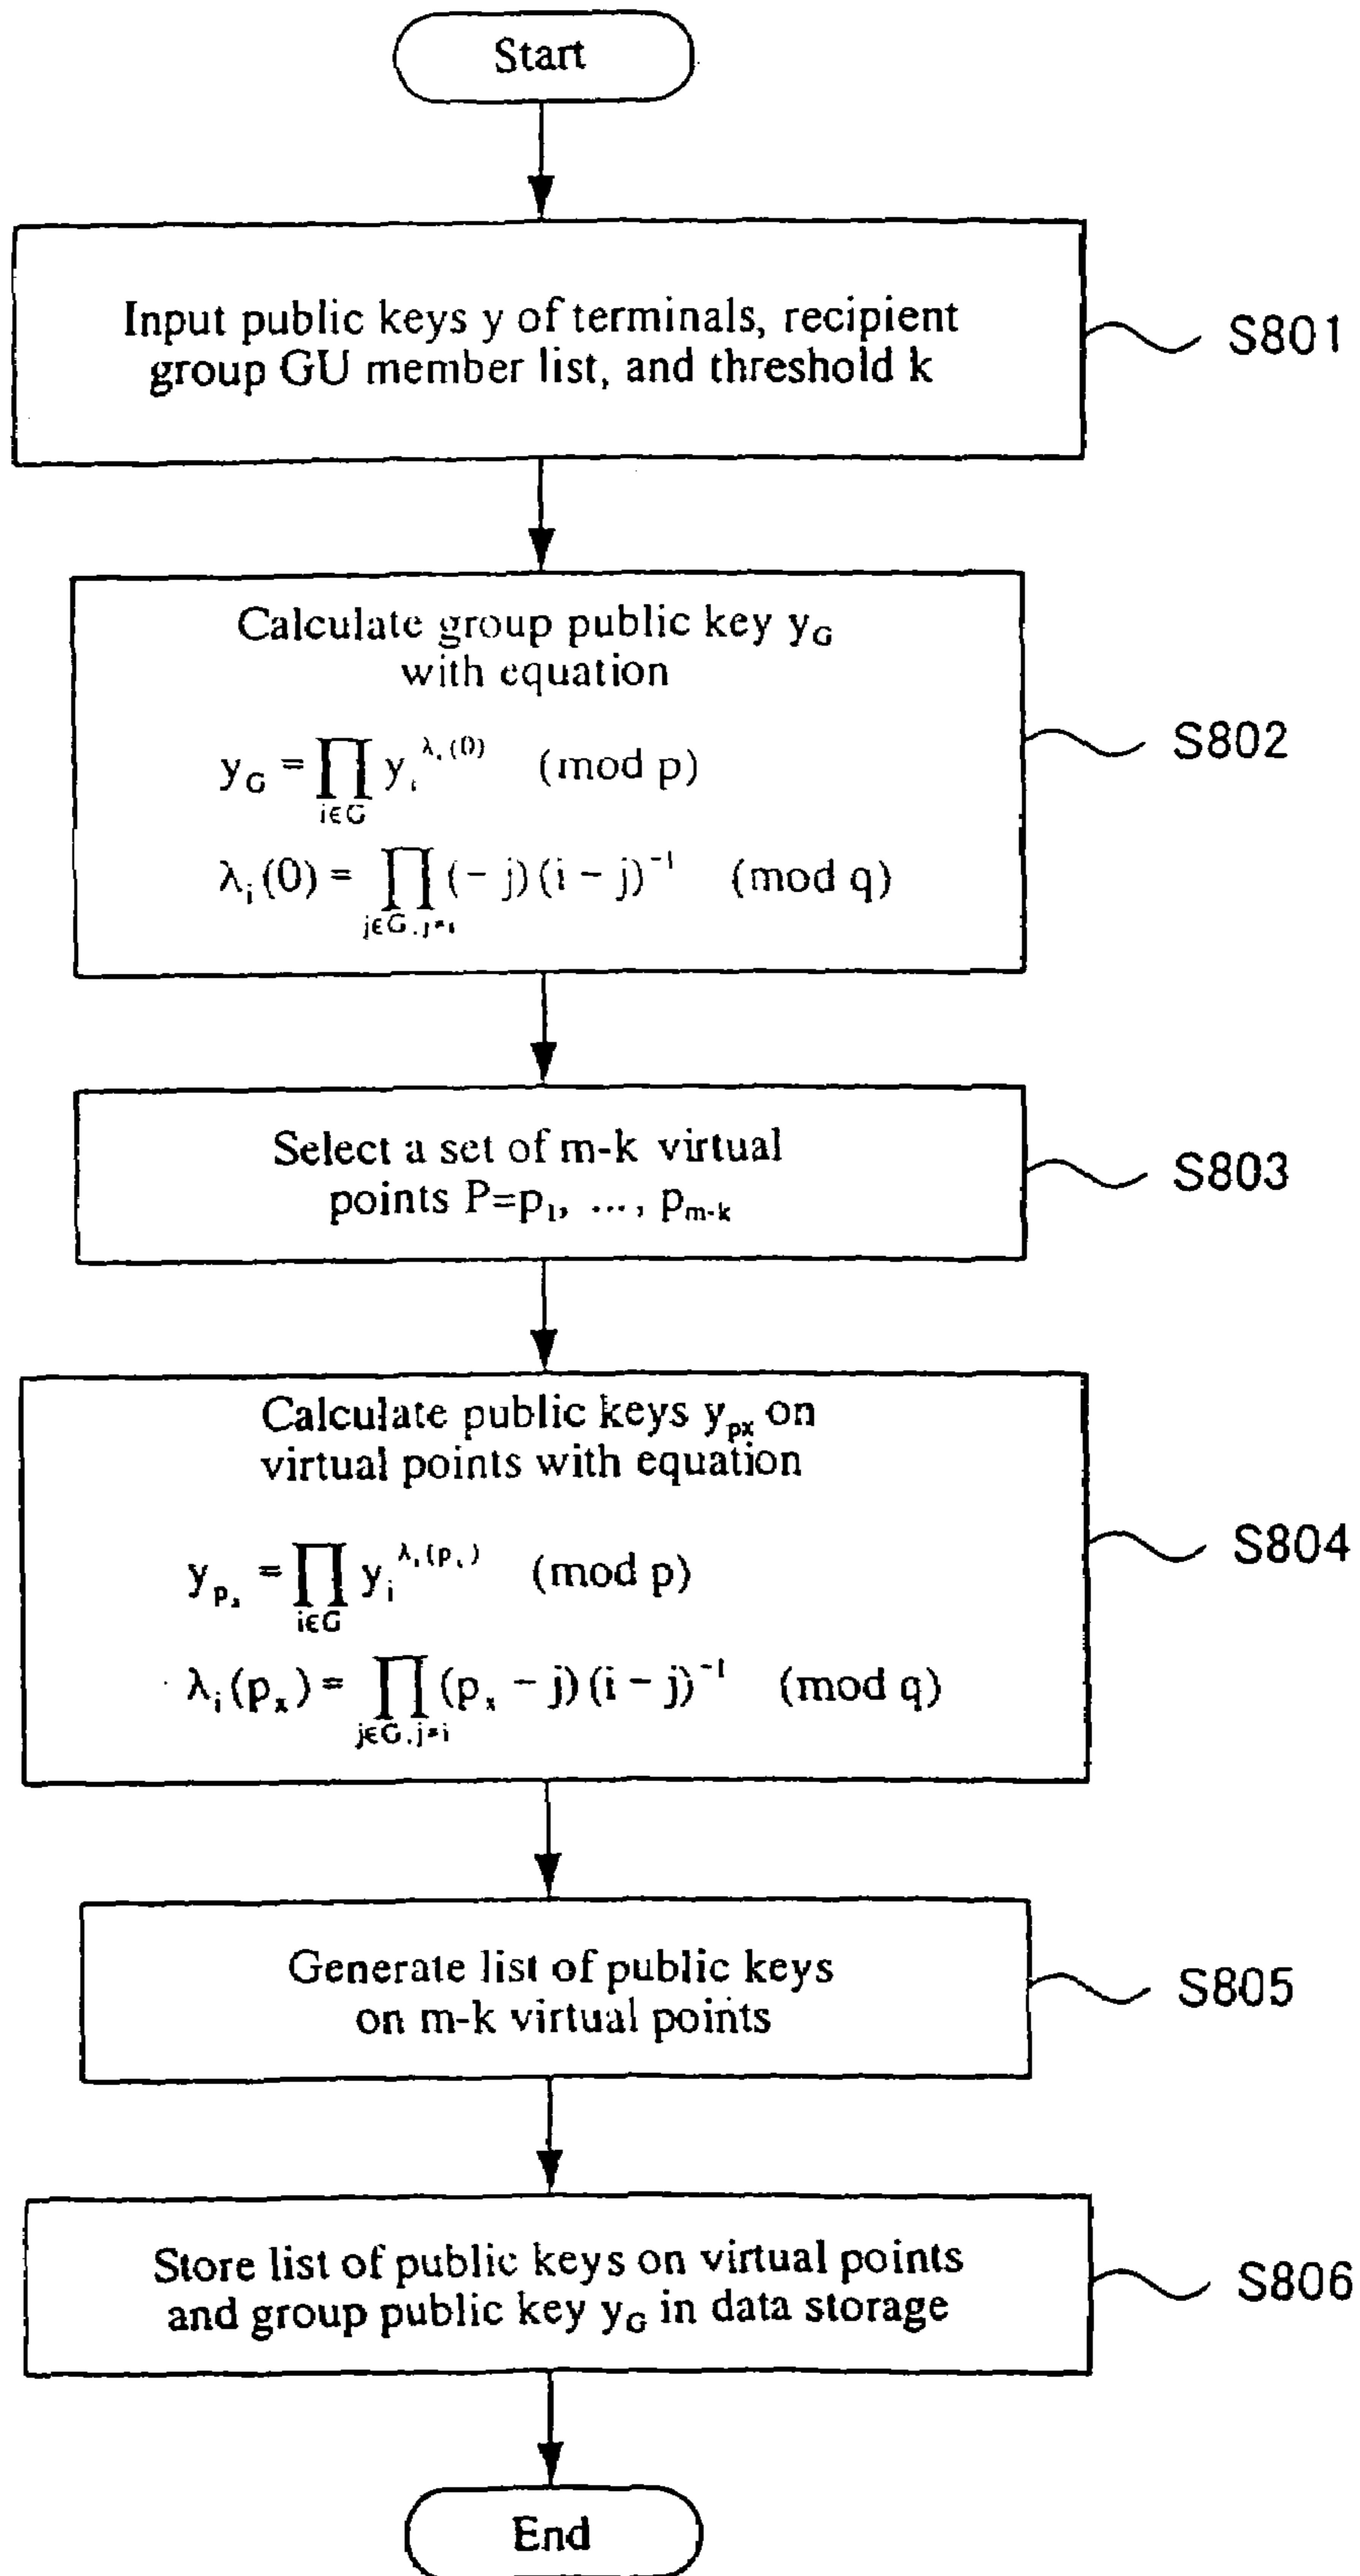 Start
Input public keys y of terminals, recipient
group GU member list, and threshold k
S801
Calculate group public key y_G
with equation
y_G = ∏_{i∈G} y_i^{λ_i(0)} (mod p)
λ_i(0) = ∏_{j∈G, j≠i} (- j)(i - j)^{-1} (mod q)
S802
Select a set of m-k virtual
points P=p_1, ..., p_{m-k}
S803
Calculate public keys y_{px} on
virtual points with equation
y_{p_x} = ∏_{i∈G} y_i^{λ_i(p_x)} (mod p)
λ_i(p_x) = ∏_{j∈G, j≠i} (p_x - j)(i - j)^{-1} (mod q)
S804
Generate list of public keys
on m-k virtual points
S805
Store list of public keys on virtual points
and group public key y_G in data storage
S806
End